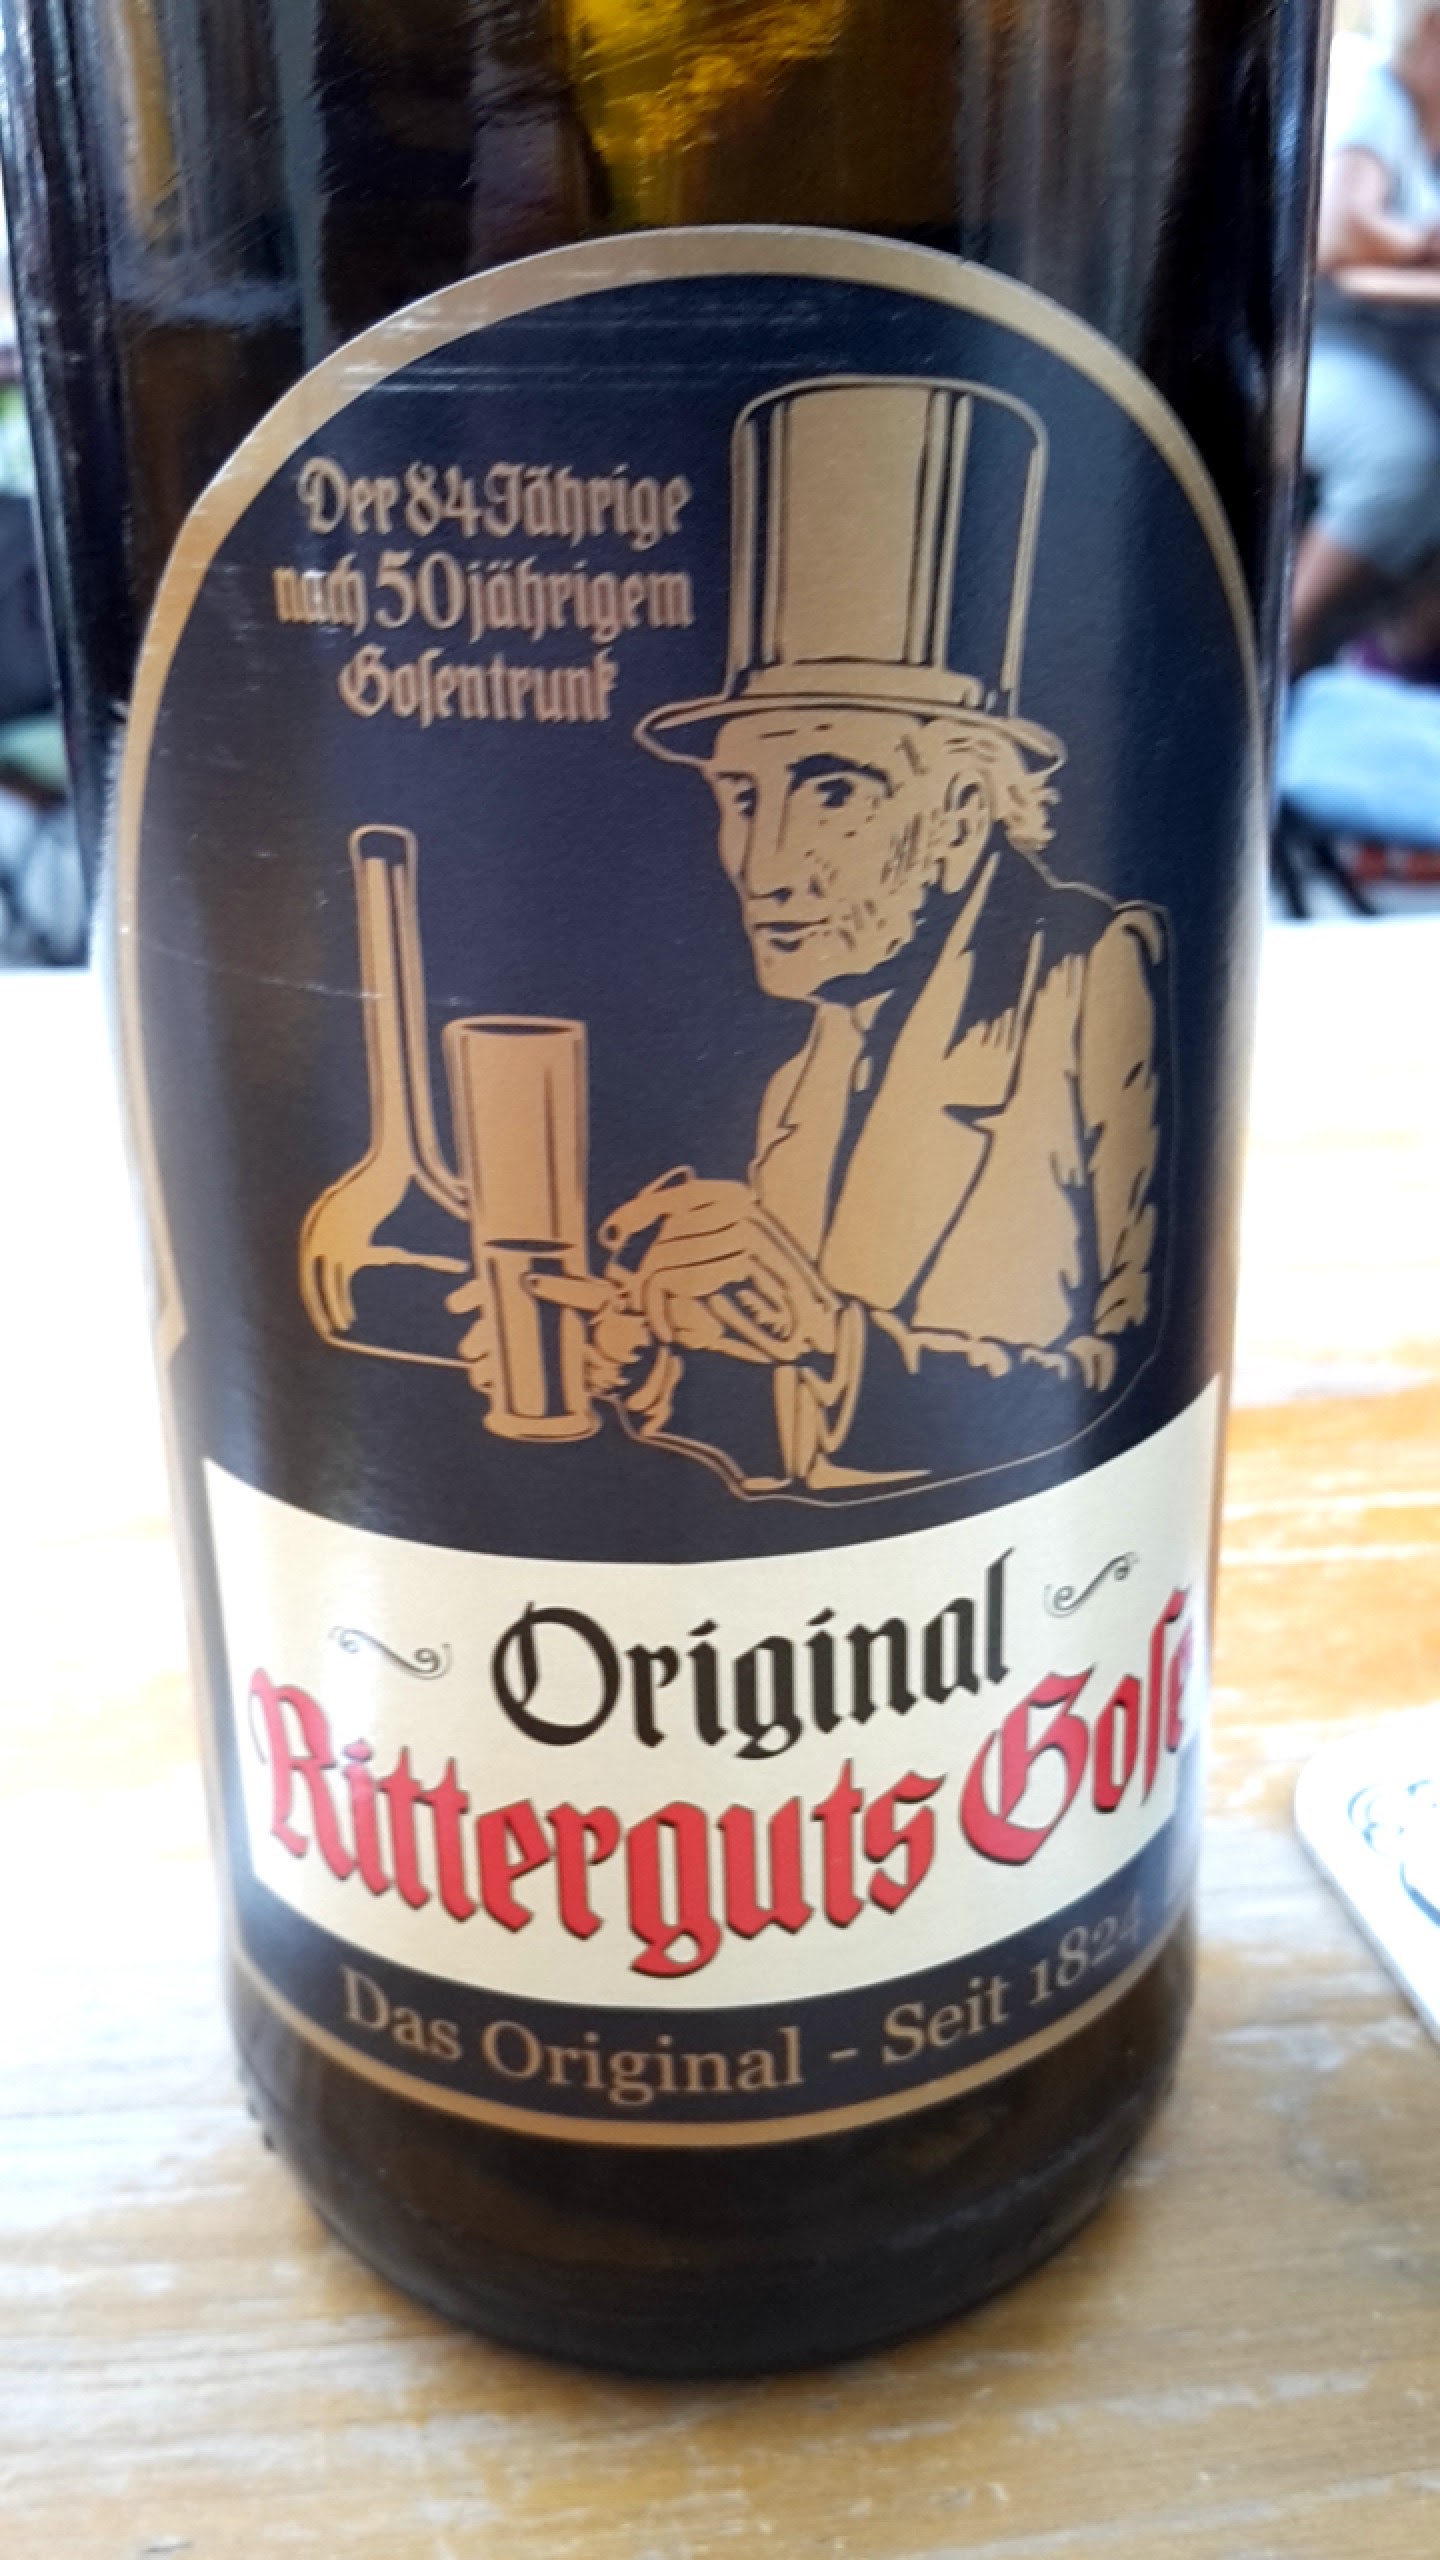 Der 84 Jährige
nach 50 jährigem
Gosentrunk
Original
Ritterguts Gose
Das Original - Seit 1824